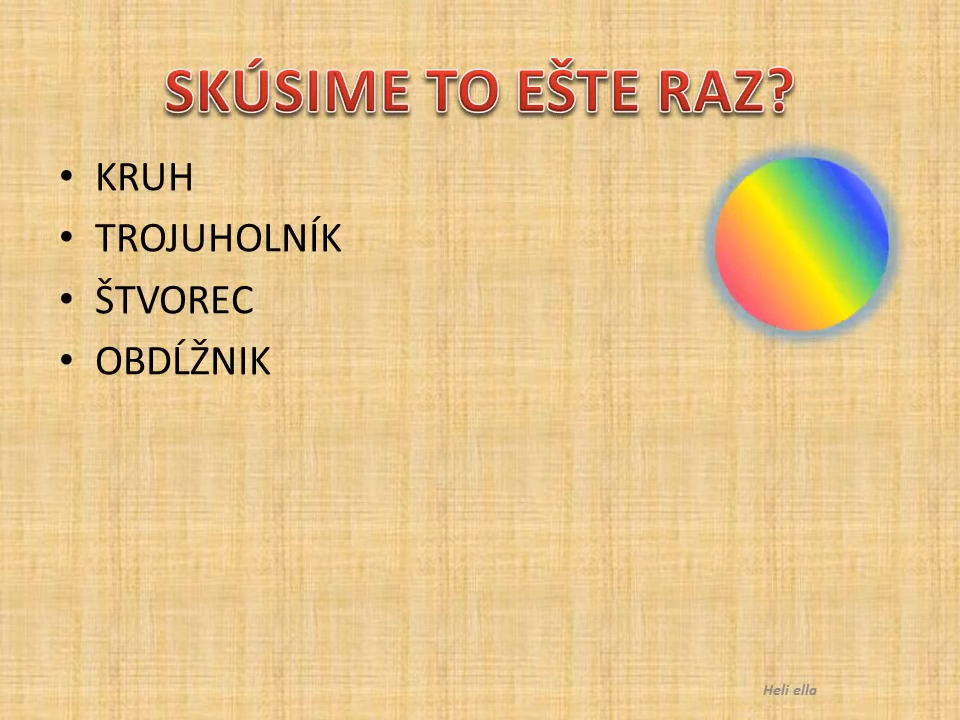 SKÚSIME TO EŠTE RAZ?
• KRUH
• TROJUHOLNÍK
• ŠTVOREC
• OBDĹŽNIK
Heli ella